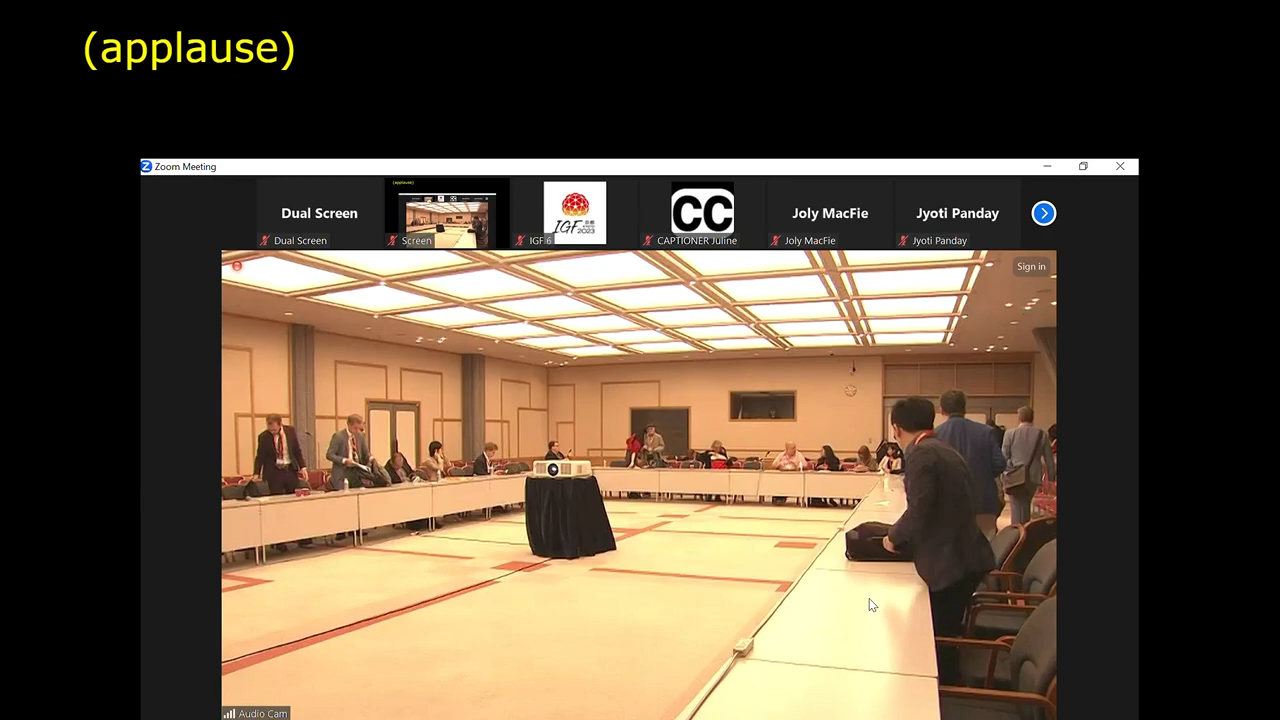 (applause)
Zoom Meeting
Dual Screen
Joly MacFie
Jyoti Panday
IGF
2023
CC
Dual Screen
Screen
IGF 6
CAPTIONER Juline
Joly MacFie
Jyoti Panday
Sign in
Audio Cam